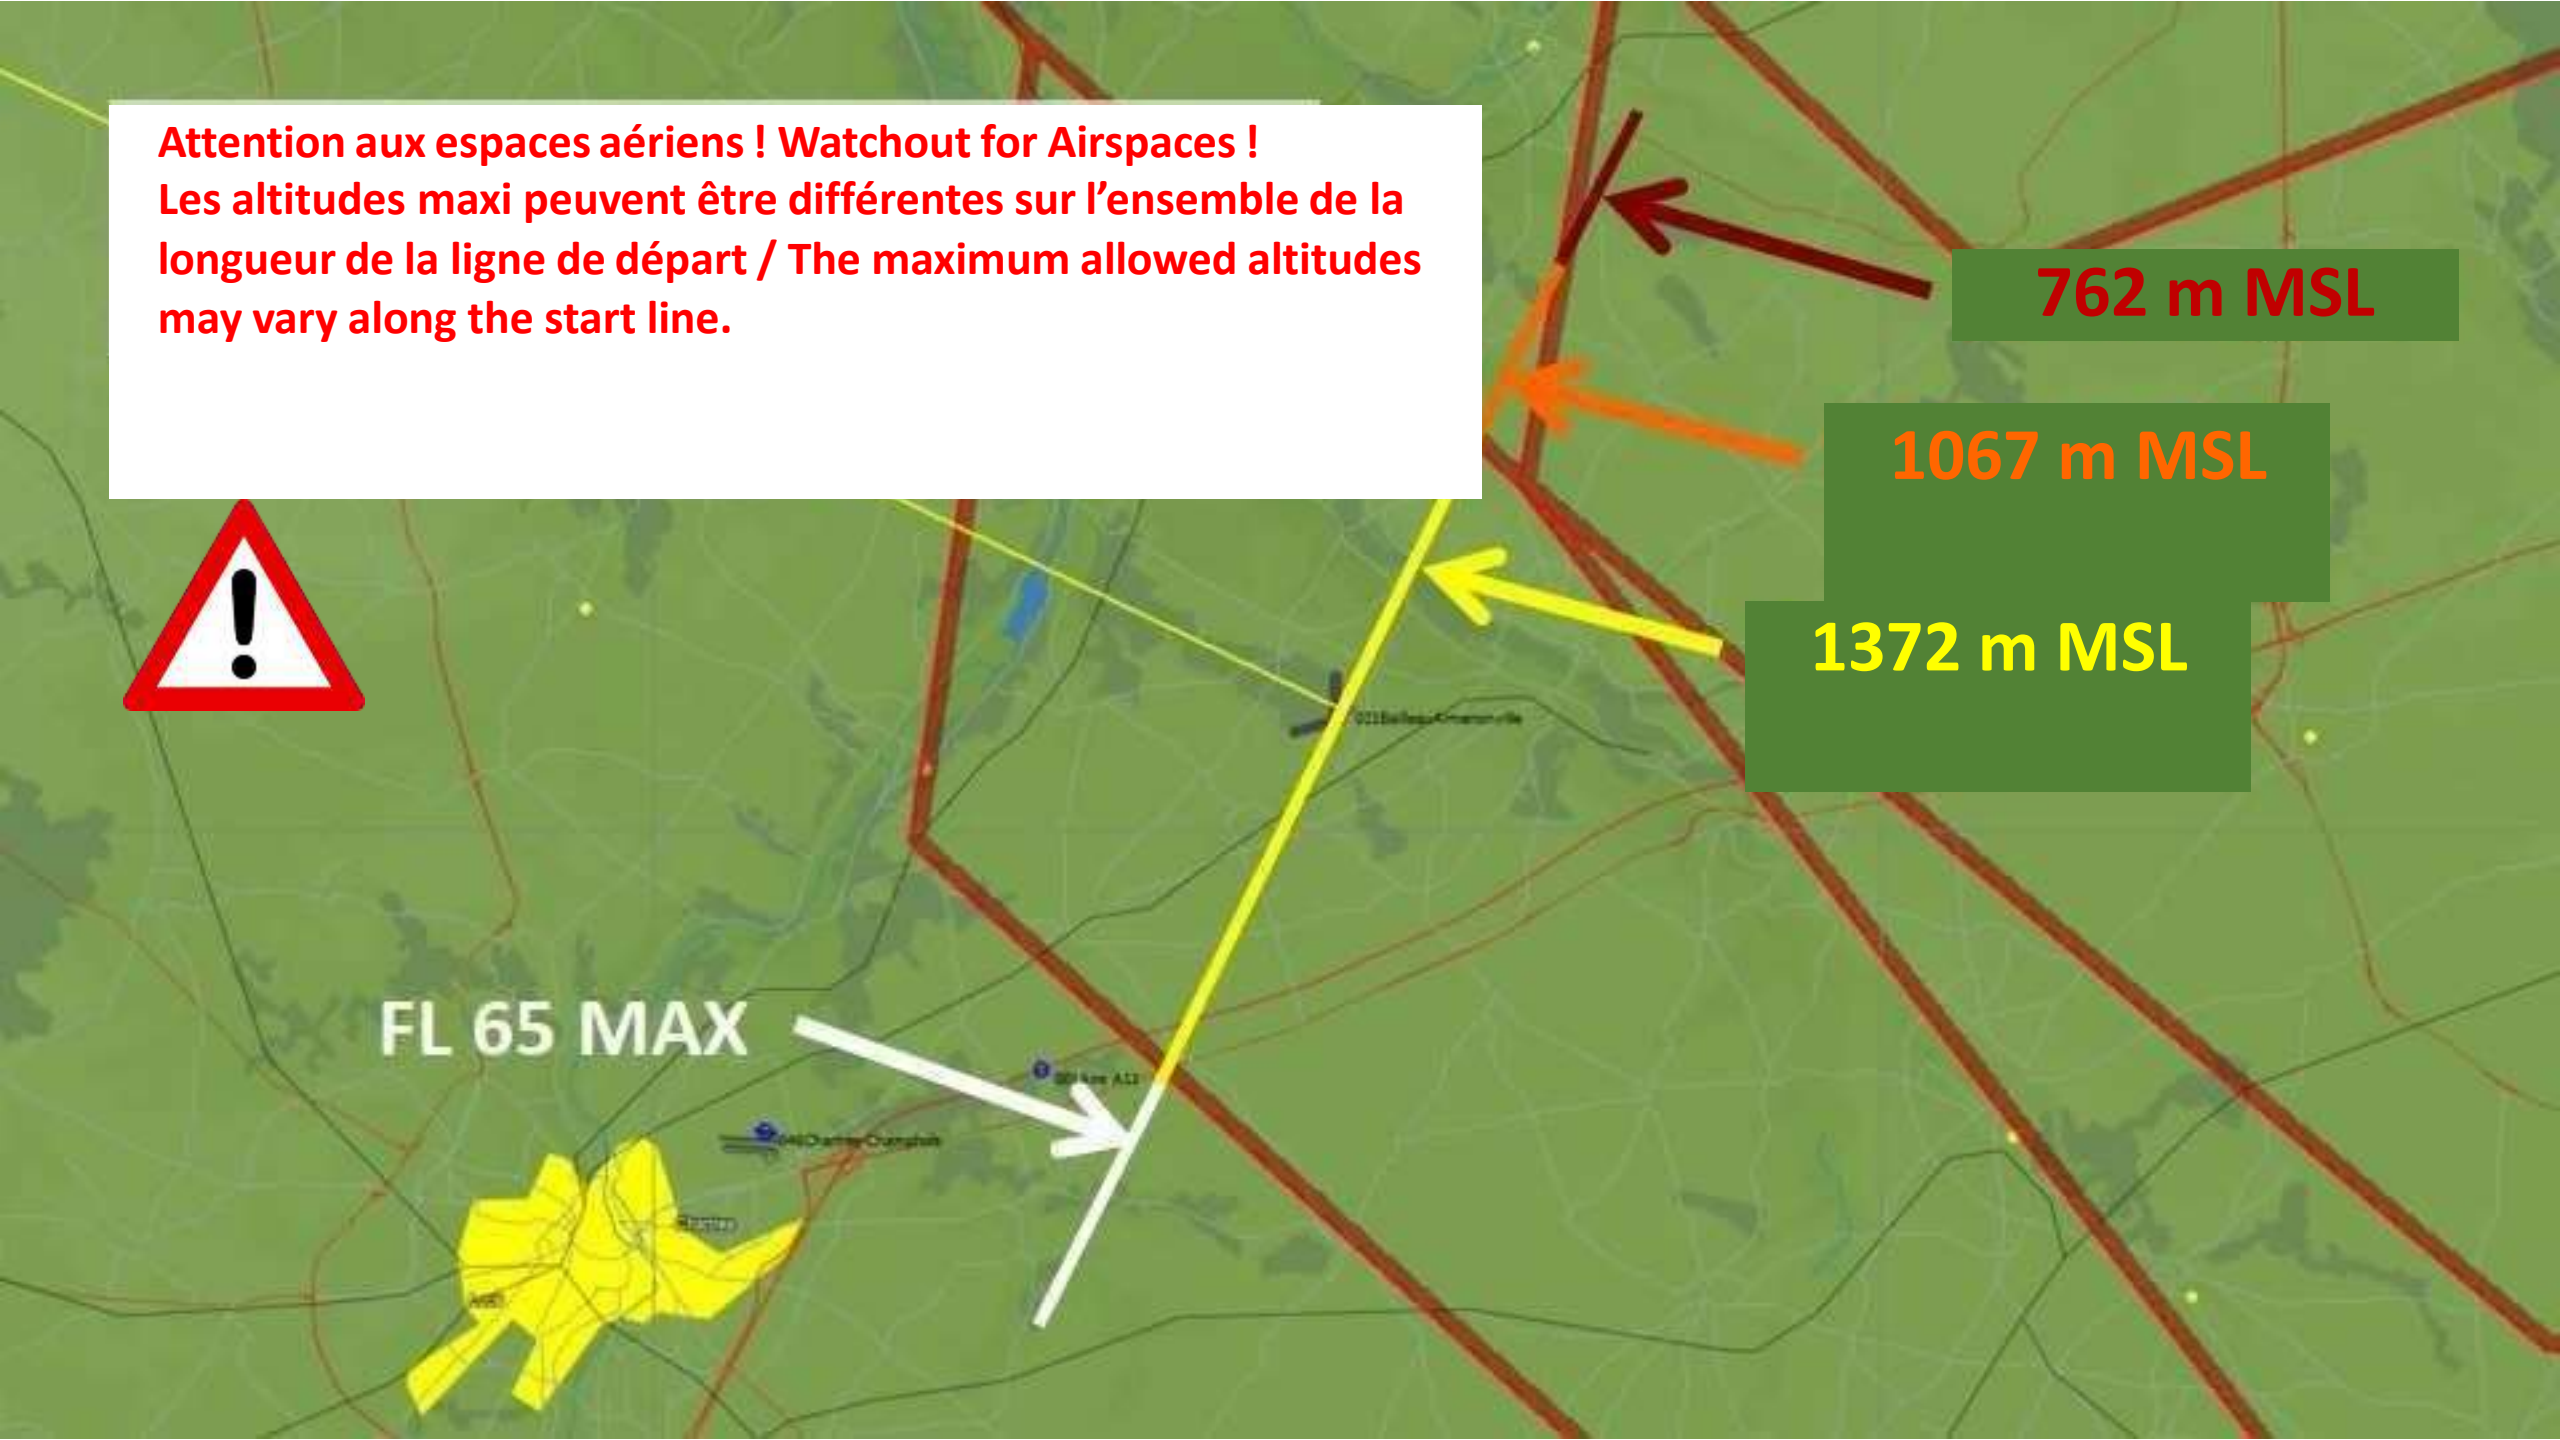 Attention aux espaces aériens ! Watchout for Airspaces !
Les altitudes maxi peuvent être différentes sur l’ensemble de la
longueur de la ligne de départ / The maximum allowed altitudes
may vary along the start line.
762 m MSL
1067 m MSL
1372 m MSL
FL 65 MAX